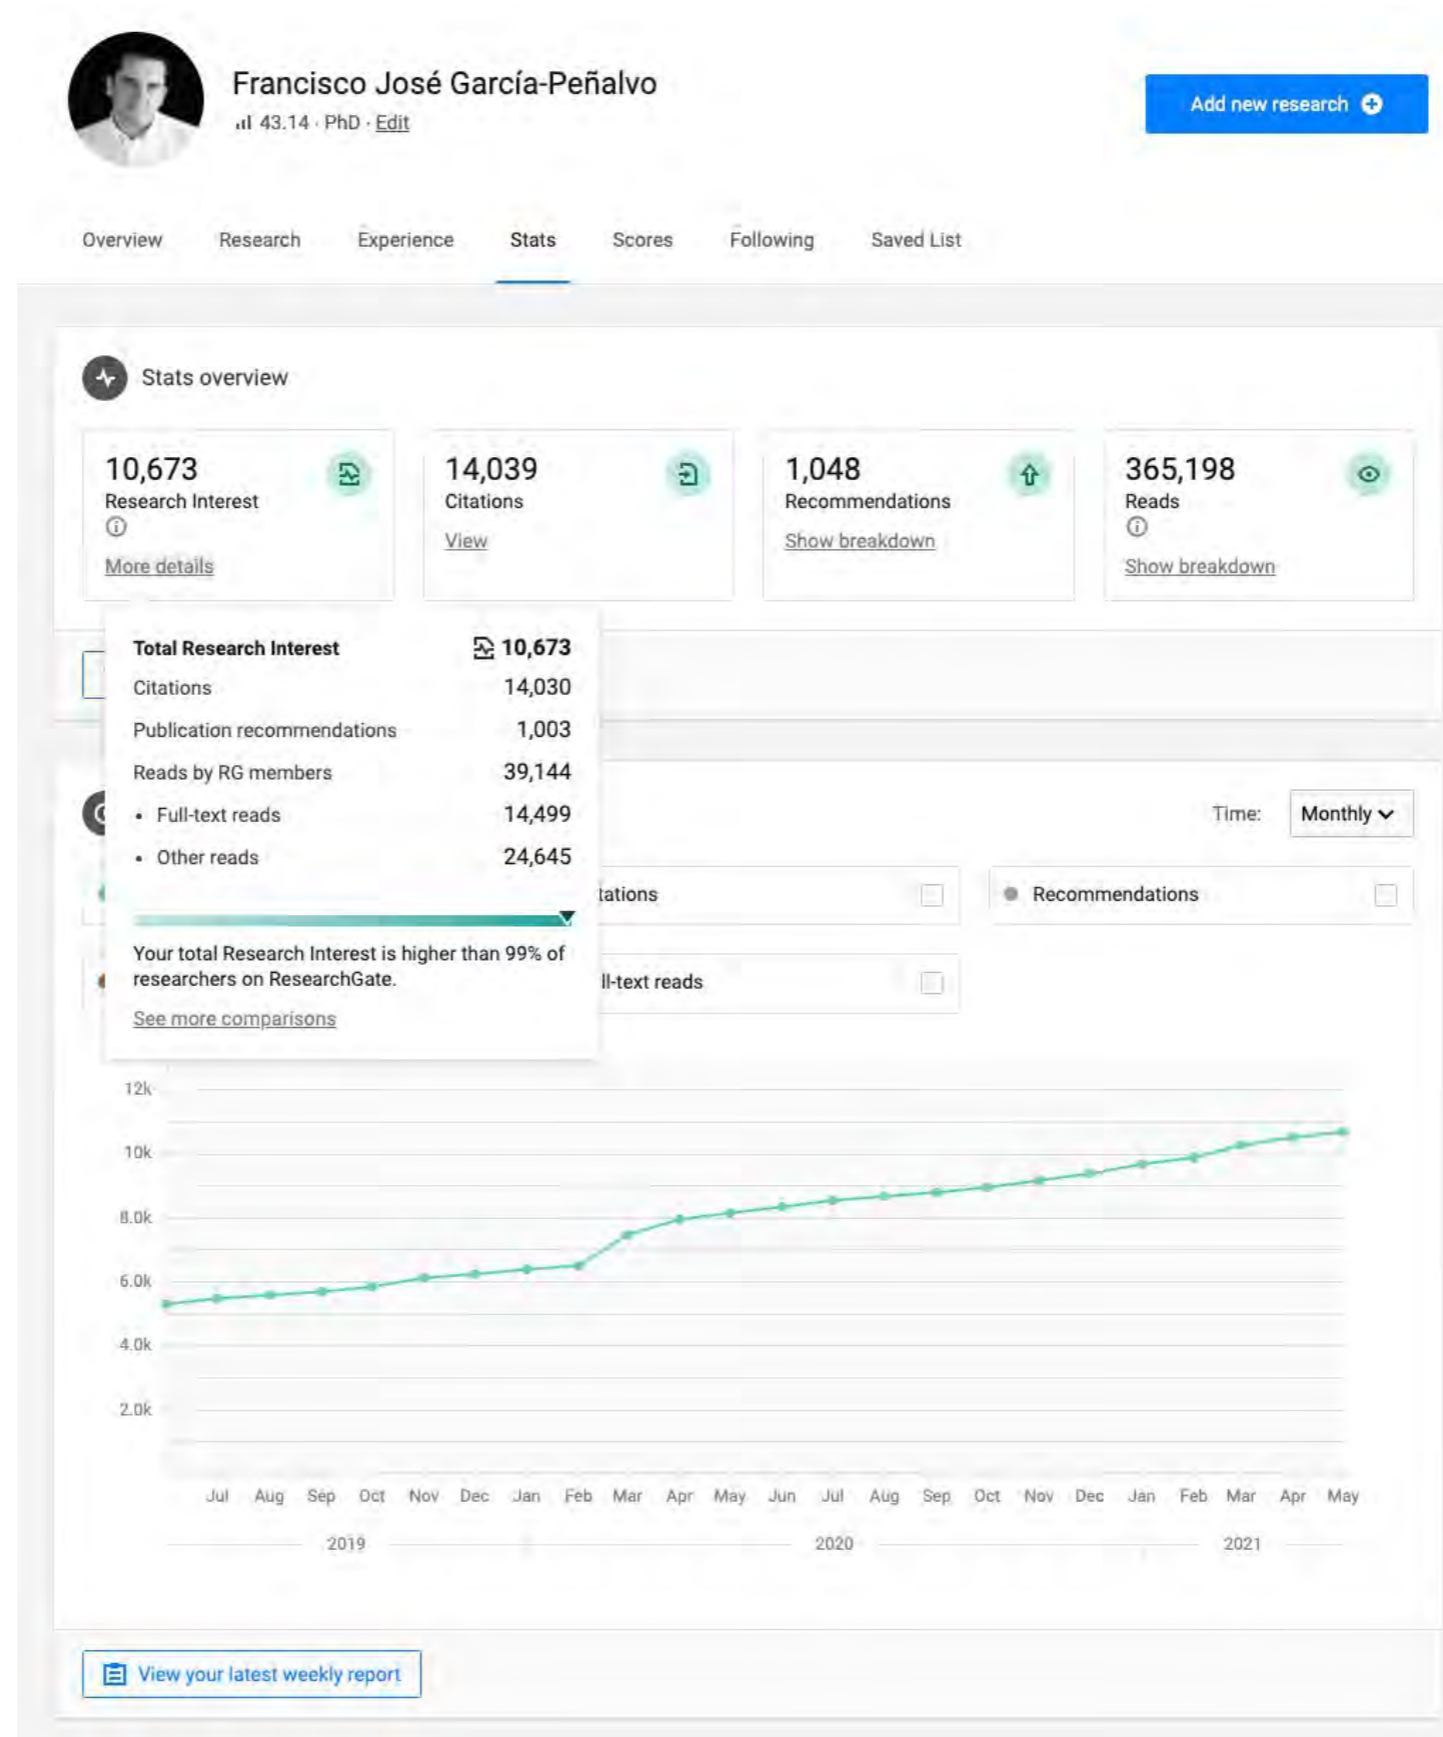 Francisco José García-Peñalvo
43.14 · PhD · Edit
Add new research
Overview Research Experience Stats Scores Following Saved List
Stats overview
10,673
Research Interest
More details
14,039
Citations
View
1,048
Recommendations
Show breakdown
365,198
Reads
Show breakdown
Total Research Interest 10,673
Citations 14,030
Publication recommendations 1,003
Reads by RG members 39,144
• Full-text reads 14,499
• Other reads 24,645
Your total Research Interest is higher than 99% of
researchers on ResearchGate.
See more comparisons
Time: Monthly
tations
Recommendations
ll-text reads
12k
10k
8.0k
6.0k
4.0k
2.0k
Jul Aug Sep Oct Nov Dec Jan Feb Mar Apr May Jun Jul Aug Sep Oct Nov Dec Jan Feb Mar Apr May
2019 2020 2021
View your latest weekly report